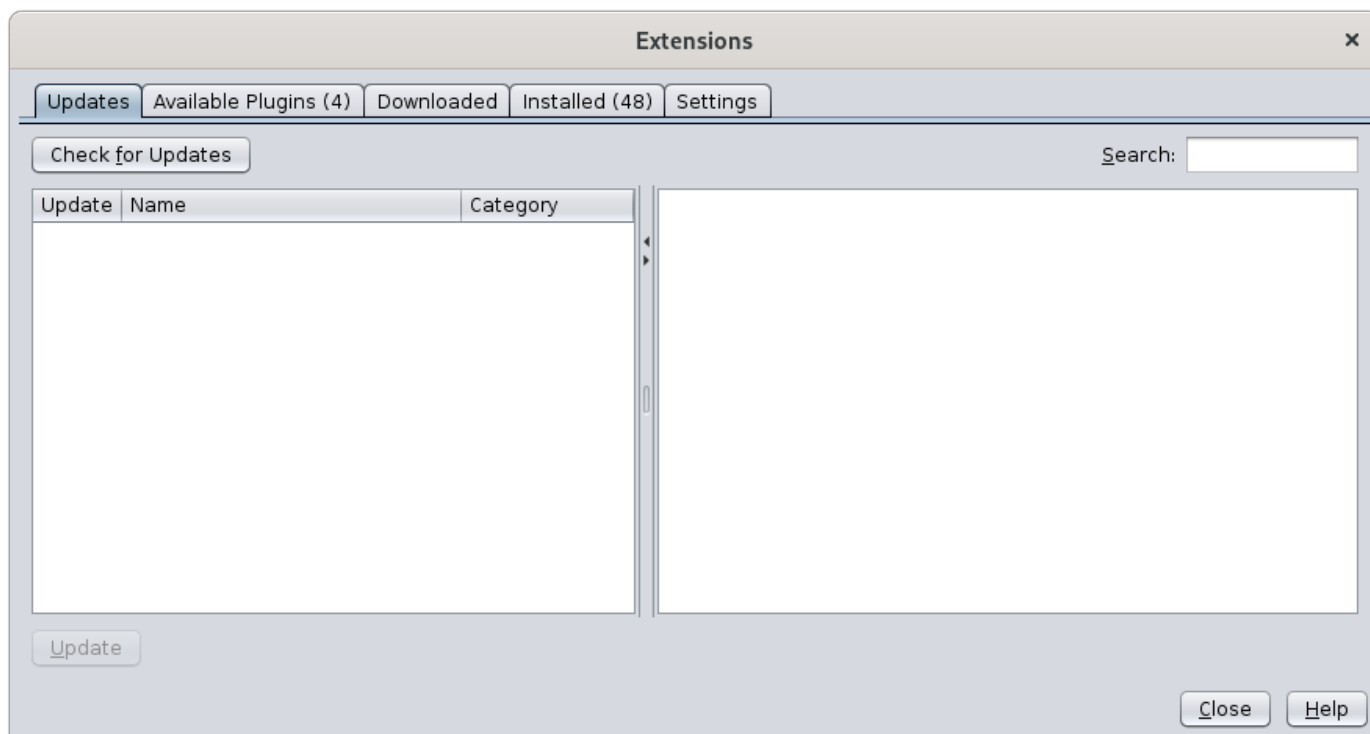 Extensions
Updates Available Plugins (4) Downloaded Installed (48) Settings
Check for Updates Search:
Update Name Category
Update
Close Help